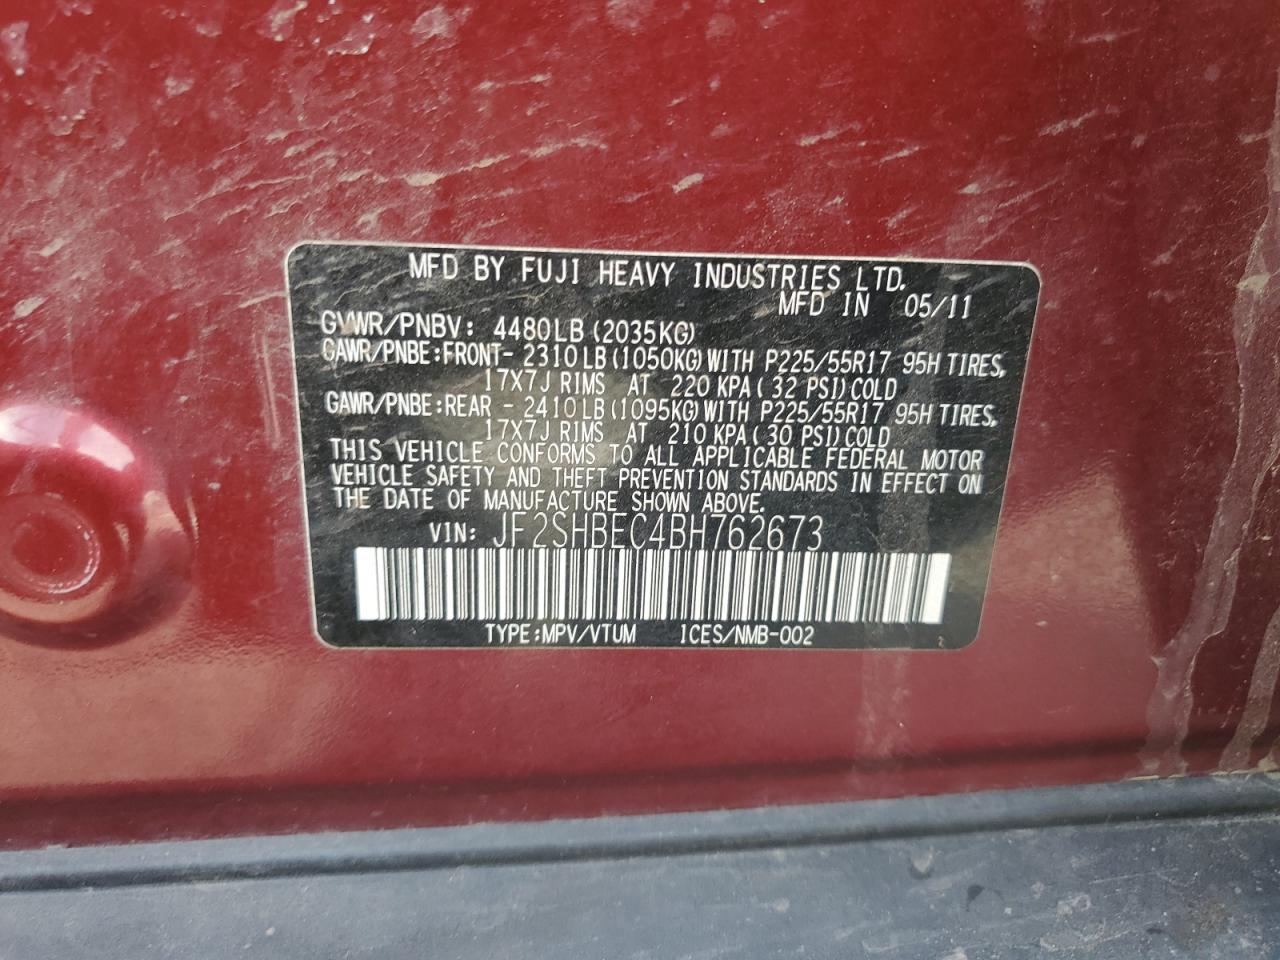 MFD BY FUJI HEAVY INDUSTRIES LTD.
MFD IN 05/11
GVWR/PNBV: 4480LB (2035KG)
GAWR/PNBE:FRONT- 2310LB (1050KG) WITH P225/55R17 95H TIRES,
17X7J RIMS AT 220 KPA ( 32 PSI) COLD
GAWR/PNBE:REAR - 2410LB (1095KG) WITH P225/55R17 95H TIRES,
17X7J RIMS AT 210 KPA (30 PSI) COLD
THIS VEHICLE CONFORMS TO ALL APPLICABLE FEDERAL MOTOR
VEHICLE SAFETY AND THEFT PREVENTION STANDARDS IN EFFECT ON
THE DATE OF MANUFACTURE SHOWN ABOVE.
VIN: JF2SHBEC4BH762673
TYPE:MPV/VTUM ICES/NMB-002